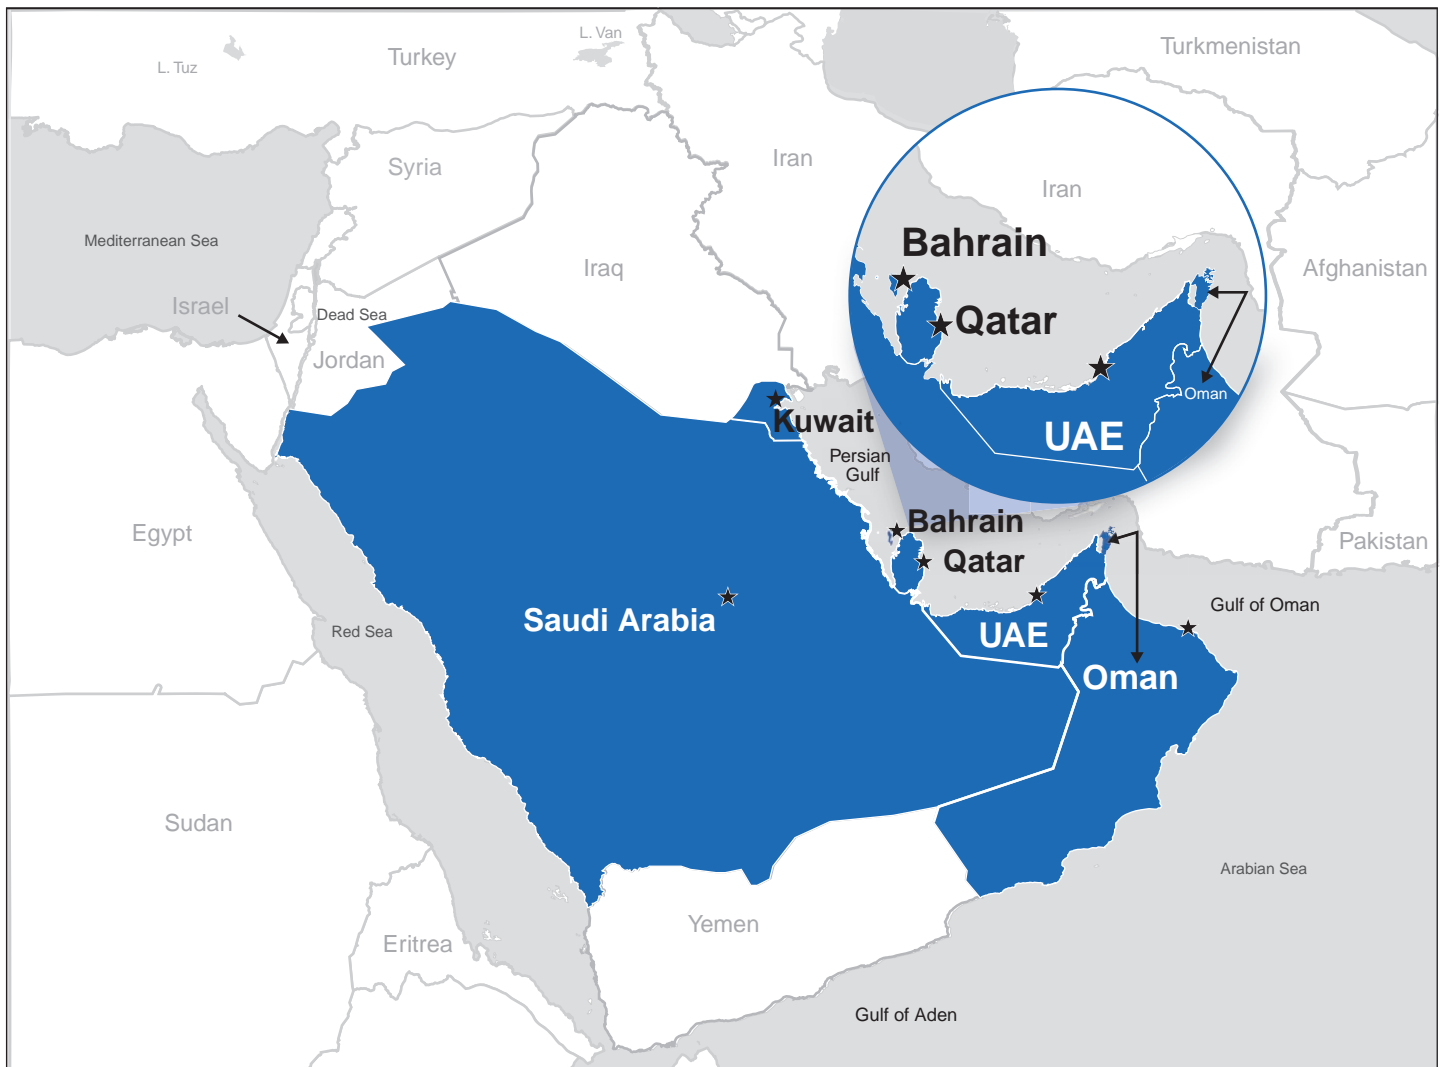 L. Van
Turkey
L. Tuz
Turkmenistan
Syria
Iran
Iran
Mediterranean Sea
Bahrain
Iraq
Afghanistan
Israel
Dead Sea
Qatar
Jordan
Oman
Kuwait
UAE
Persian
Gulf
Bahrain
Egypt
Pakistan
Qatar
Gulf of Oman
Saudi Arabia
Red Sea
UAE
Oman
Sudan
Arabian Sea
Yemen
Eritrea
Gulf of Aden